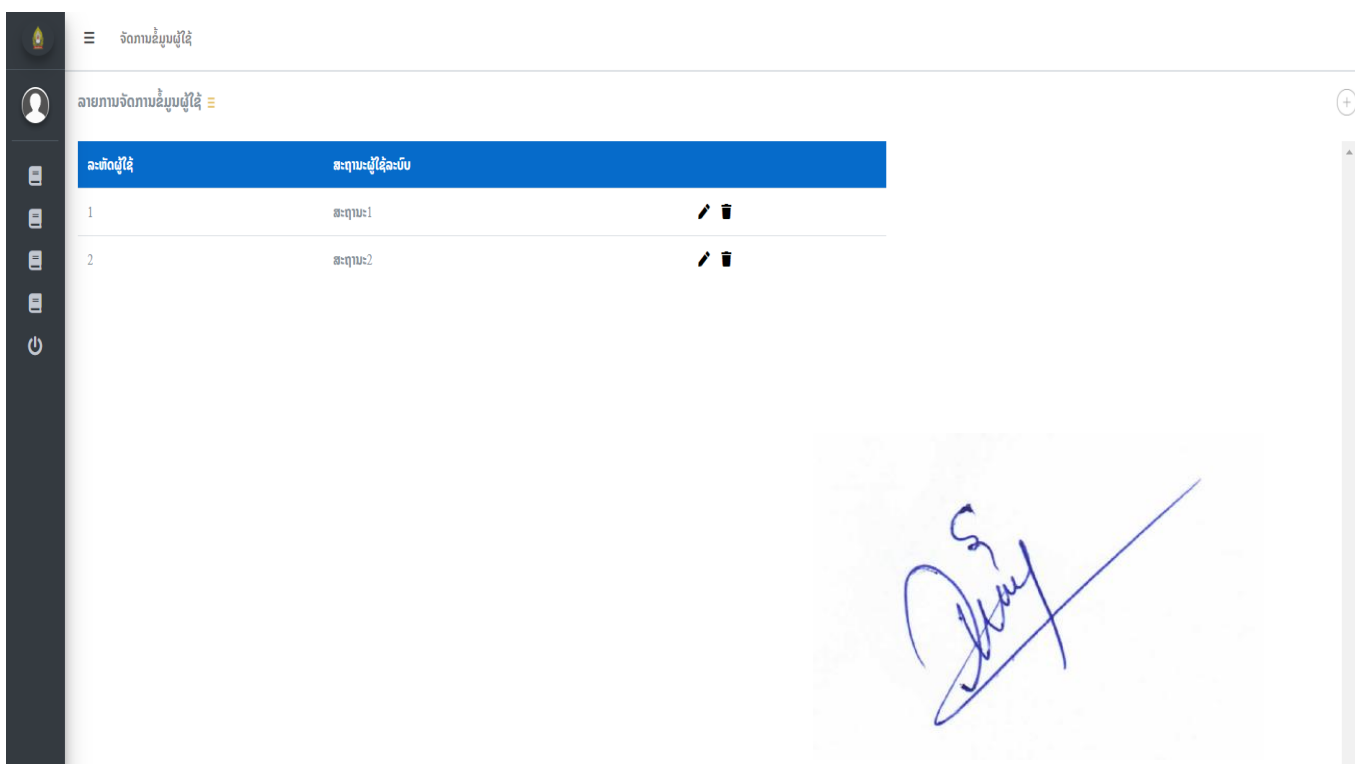 ຈັດການຂໍ້ມູນຜູ້ໃຊ້
ລາຍການຈັດການຂໍ້ມູນຜູ້ໃຊ້
ລະຫັດຜູ້ໃຊ້ ສະຖານະຜູ້ໃຊ້ລະບົບ
1 ສະຖານະ1
2 ສະຖານະ2